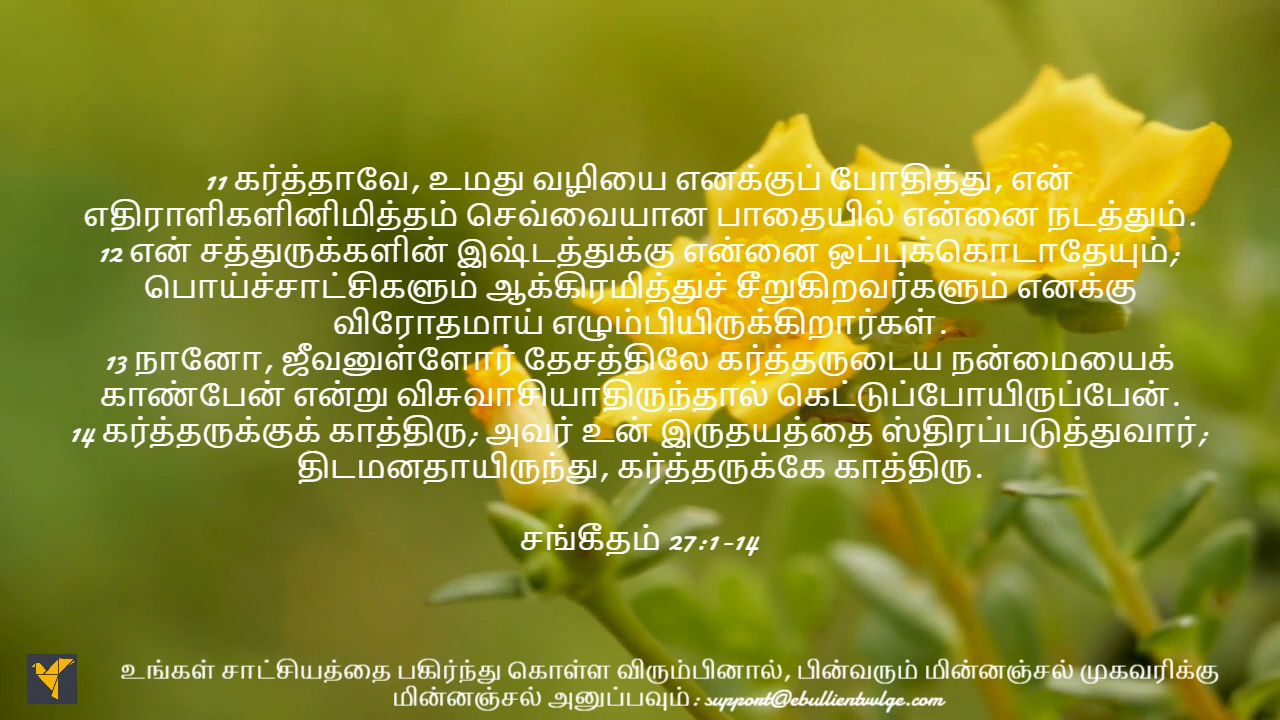 11 கர்த்தாவே, உமது வழியை எனக்குப் போதித்து, என்
எதிராளிகளினிமித்தம் செவ்வையான பாதையில் என்னை நடத்தும்.
12 என் சத்துருக்களின் இஷ்டத்துக்கு என்னை ஒப்புக்கொடாதேயும்;
பொய்ச்சாட்சிகளும் ஆக்கிரமித்துச் சீறுகிறவர்களும் எனக்கு
விரோதமாய் எழும்பியிருக்கிறார்கள்.
13 நானோ, ஜீவனுள்ளோர் தேசத்திலே கர்த்தருடைய நன்மையைக்
காண்பேன் என்று விசுவாசியாதிருந்தால் கெட்டுப்போயிருப்பேன்.
14 கர்த்தருக்குக் காத்திரு; அவர் உன் இருதயத்தை ஸ்திரப்படுத்துவார்;
திடமனதாயிருந்து, கர்த்தருக்கே காத்திரு.
சங்கீதம் 27:1-14
உங்கள் சாட்சியத்தை பகிர்ந்து கொள்ள விரும்பினால், பின்வரும் மின்னஞ்சல் முகவரிக்கு
மின்னஞ்சல் அனுப்பவும்: support@ebullientvulge.com